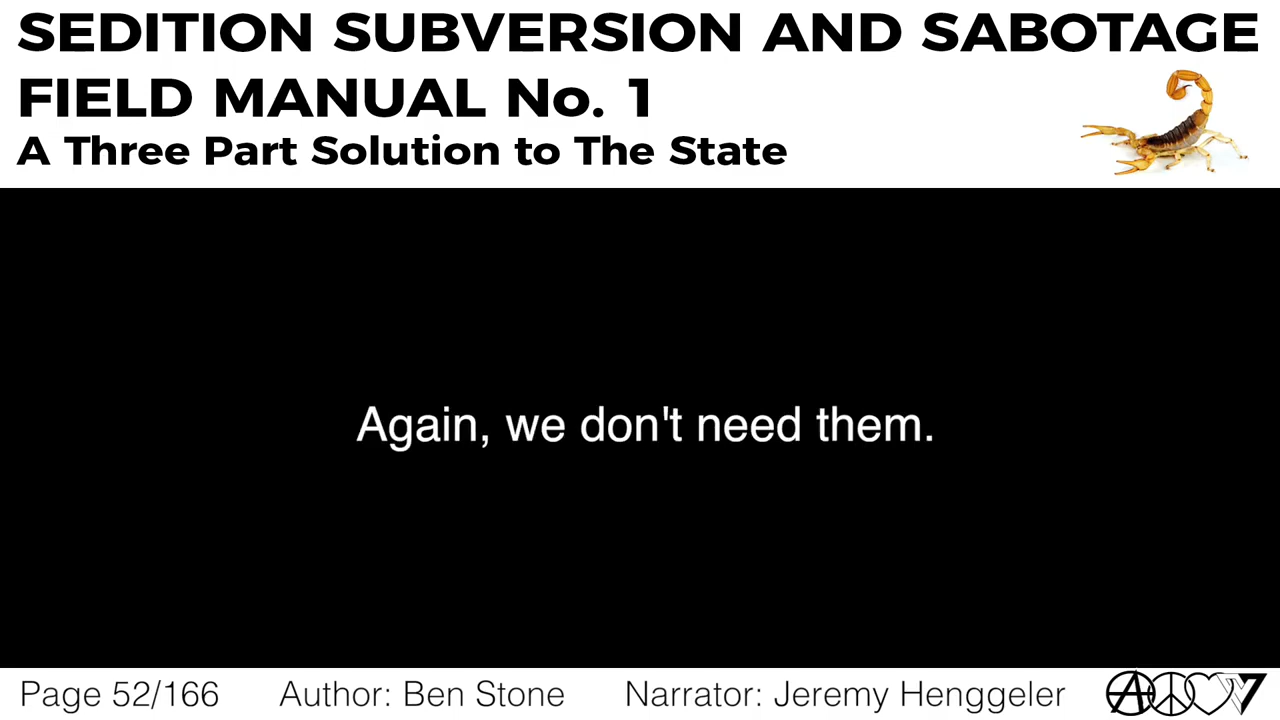 SEDITION SUBVERSION AND SABOTAGE
FIELD MANUAL No. 1
A Three Part Solution to The State
Again, we don't need them.
Page 52/166 Author: Ben Stone Narrator: Jeremy Henggeler